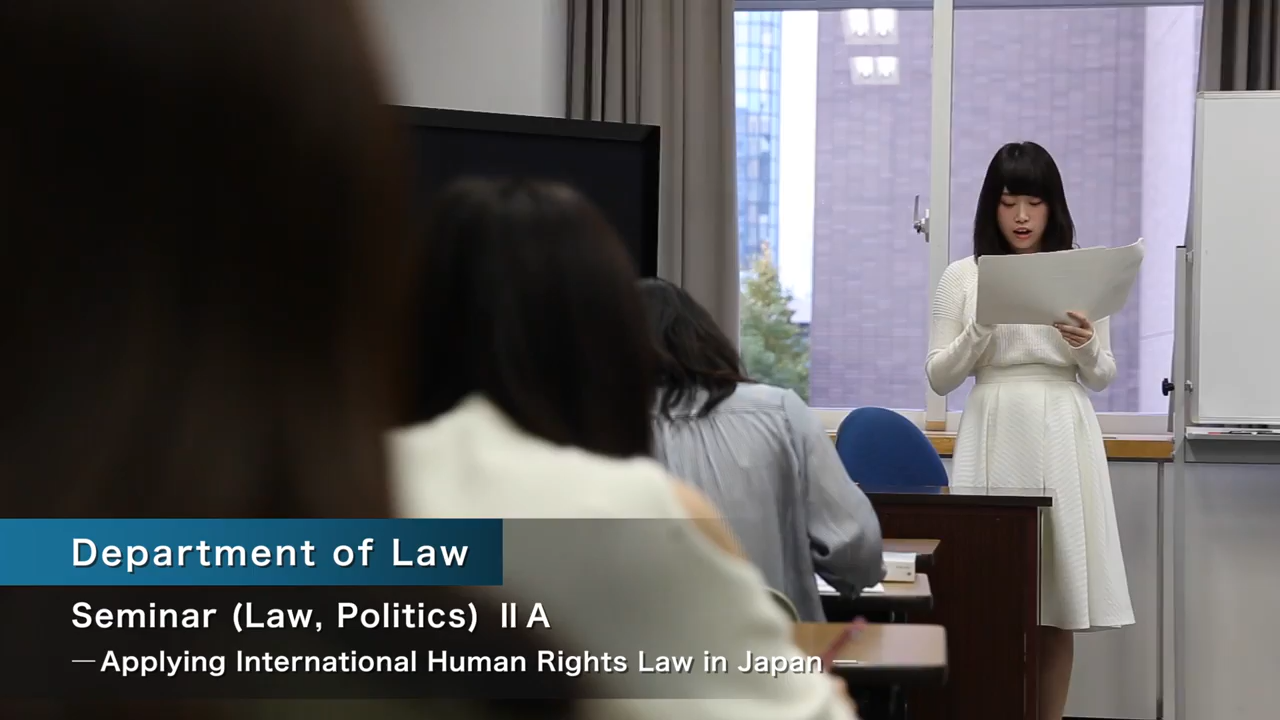 Department of Law
Seminar (Law, Politics) ⅡA
—Applying International Human Rights Law in Japan—